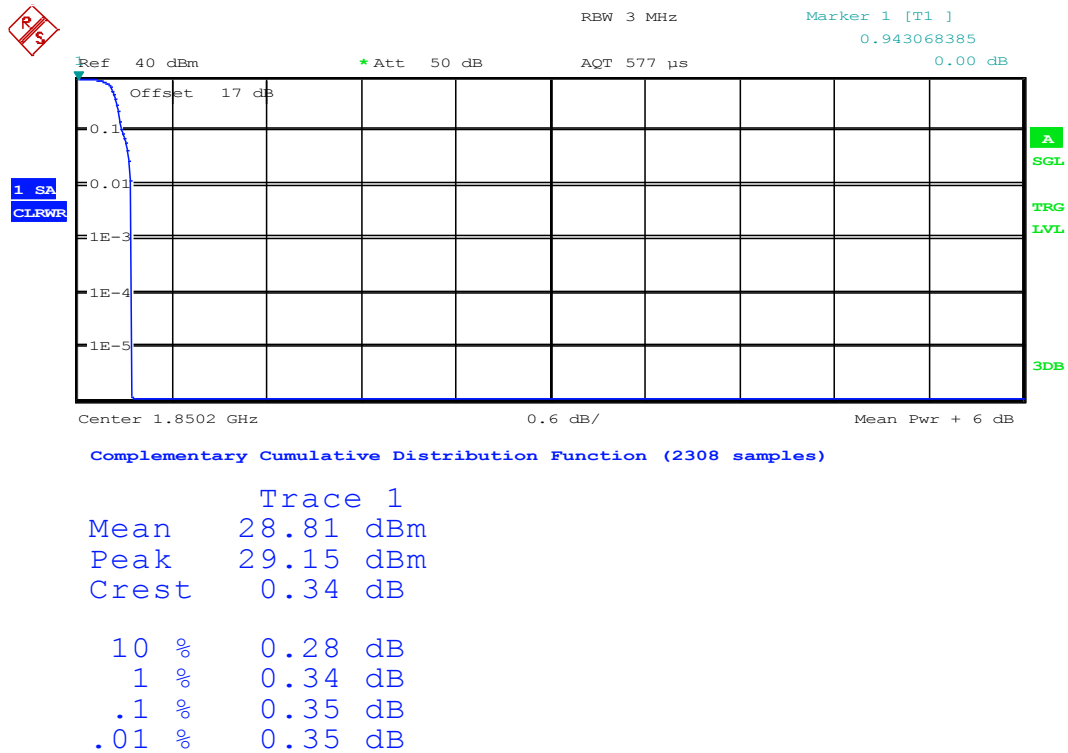 RBW 3 MHz Marker 1 [T1 ]
R&S 0.943068385
1
Ref 40 dBm *Att 50 dB AQT 577 µs 0.00 dB
Offset 17 dB
0.1
A
SGL
1 SA 0.01
CLRWR
TRG
LVL
1E-3
1E-4
1E-5
3DB
Center 1.8502 GHz 0.6 dB/ Mean Pwr + 6 dB
Complementary Cumulative Distribution Function (2308 samples)
Trace 1
Mean 28.81 dBm
Peak 29.15 dBm
Crest 0.34 dB
10 % 0.28 dB
1 % 0.34 dB
.1 % 0.35 dB
.01 % 0.35 dB